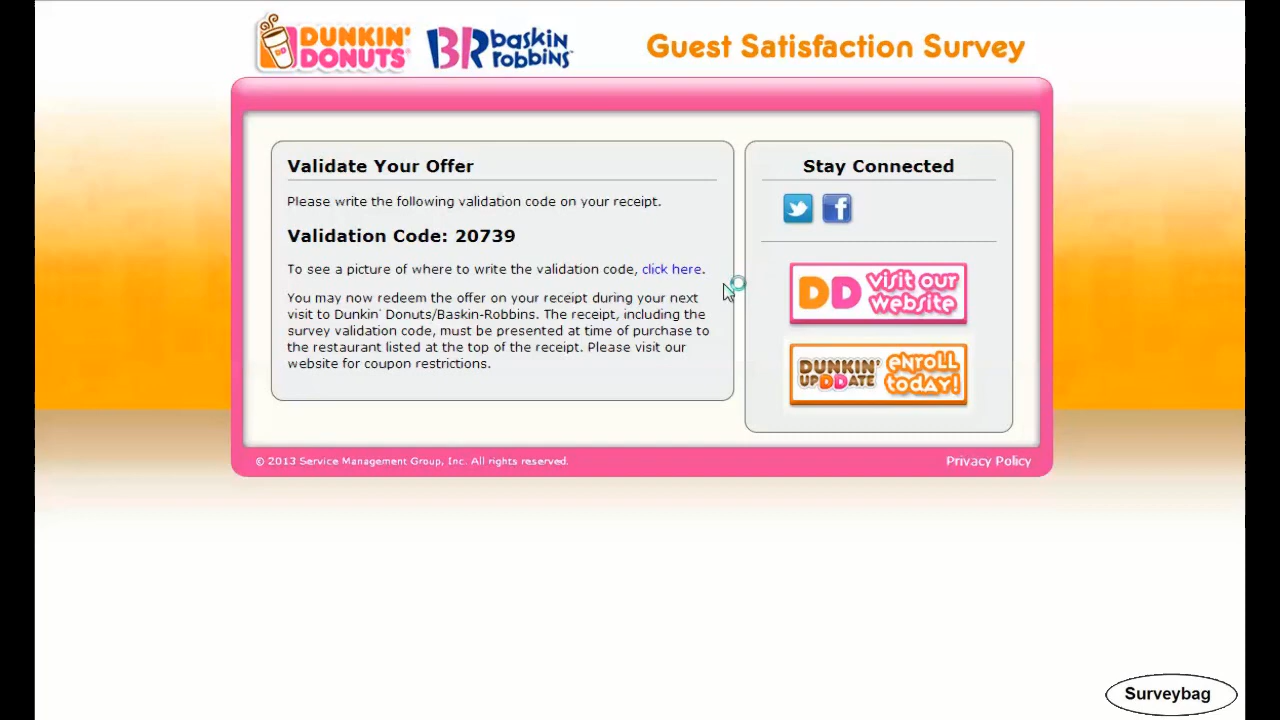 DUNKIN' DONUTS
BR baskin robbins
Guest Satisfaction Survey
Validate Your Offer
Please write the following validation code on your receipt.
Validation Code: 20739
To see a picture of where to write the validation code, click here.
You may now redeem the offer on your receipt during your next
visit to Dunkin' Donuts/Baskin-Robbins. The receipt, including the
survey validation code, must be presented at time of purchase to
the restaurant listed at the top of the receipt. Please visit our
website for coupon restrictions.
Stay Connected
DD visit our website
DUNKIN' UPDDATE enroll today!
© 2013 Service Management Group, Inc. All rights reserved.
Privacy Policy
Surveybag